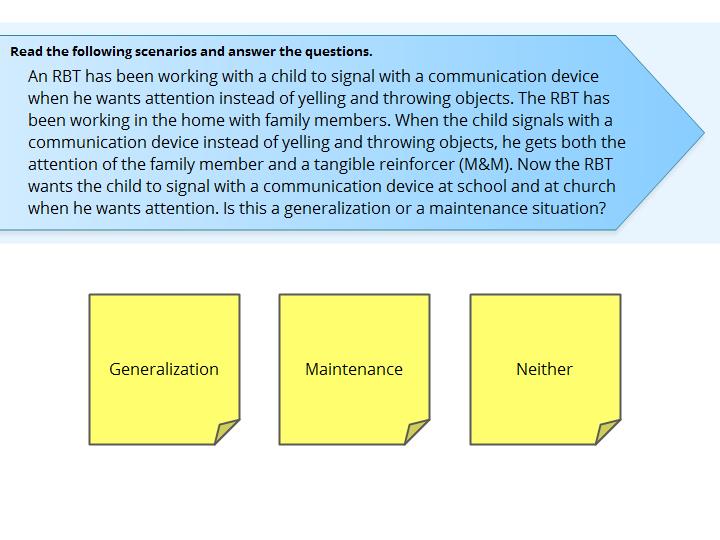 Read the following scenarios and answer the questions.
An RBT has been working with a child to signal with a communication device
when he wants attention instead of yelling and throwing objects. The RBT has
been working in the home with family members. When the child signals with a
communication device instead of yelling and throwing objects, he gets both the
attention of the family member and a tangible reinforcer (M&M). Now the RBT
wants the child to signal with a communication device at school and at church
when he wants attention. Is this a generalization or a maintenance situation?
Generalization
Maintenance
Neither